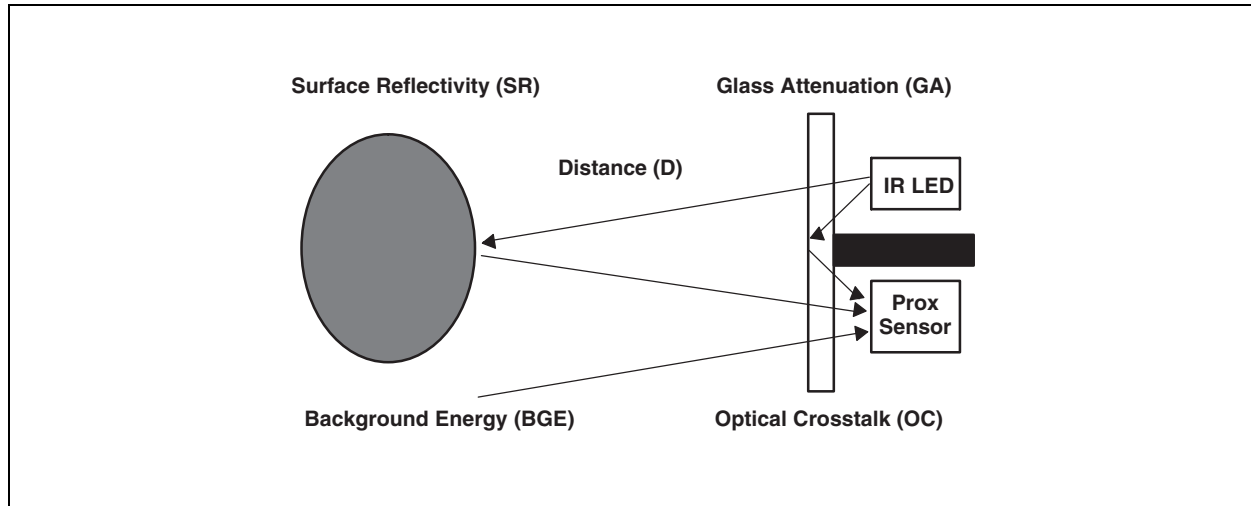 Surface Reflectivity (SR)
Glass Attenuation (GA)
Distance (D)
IR LED
Prox
Sensor
Background Energy (BGE)
Optical Crosstalk (OC)